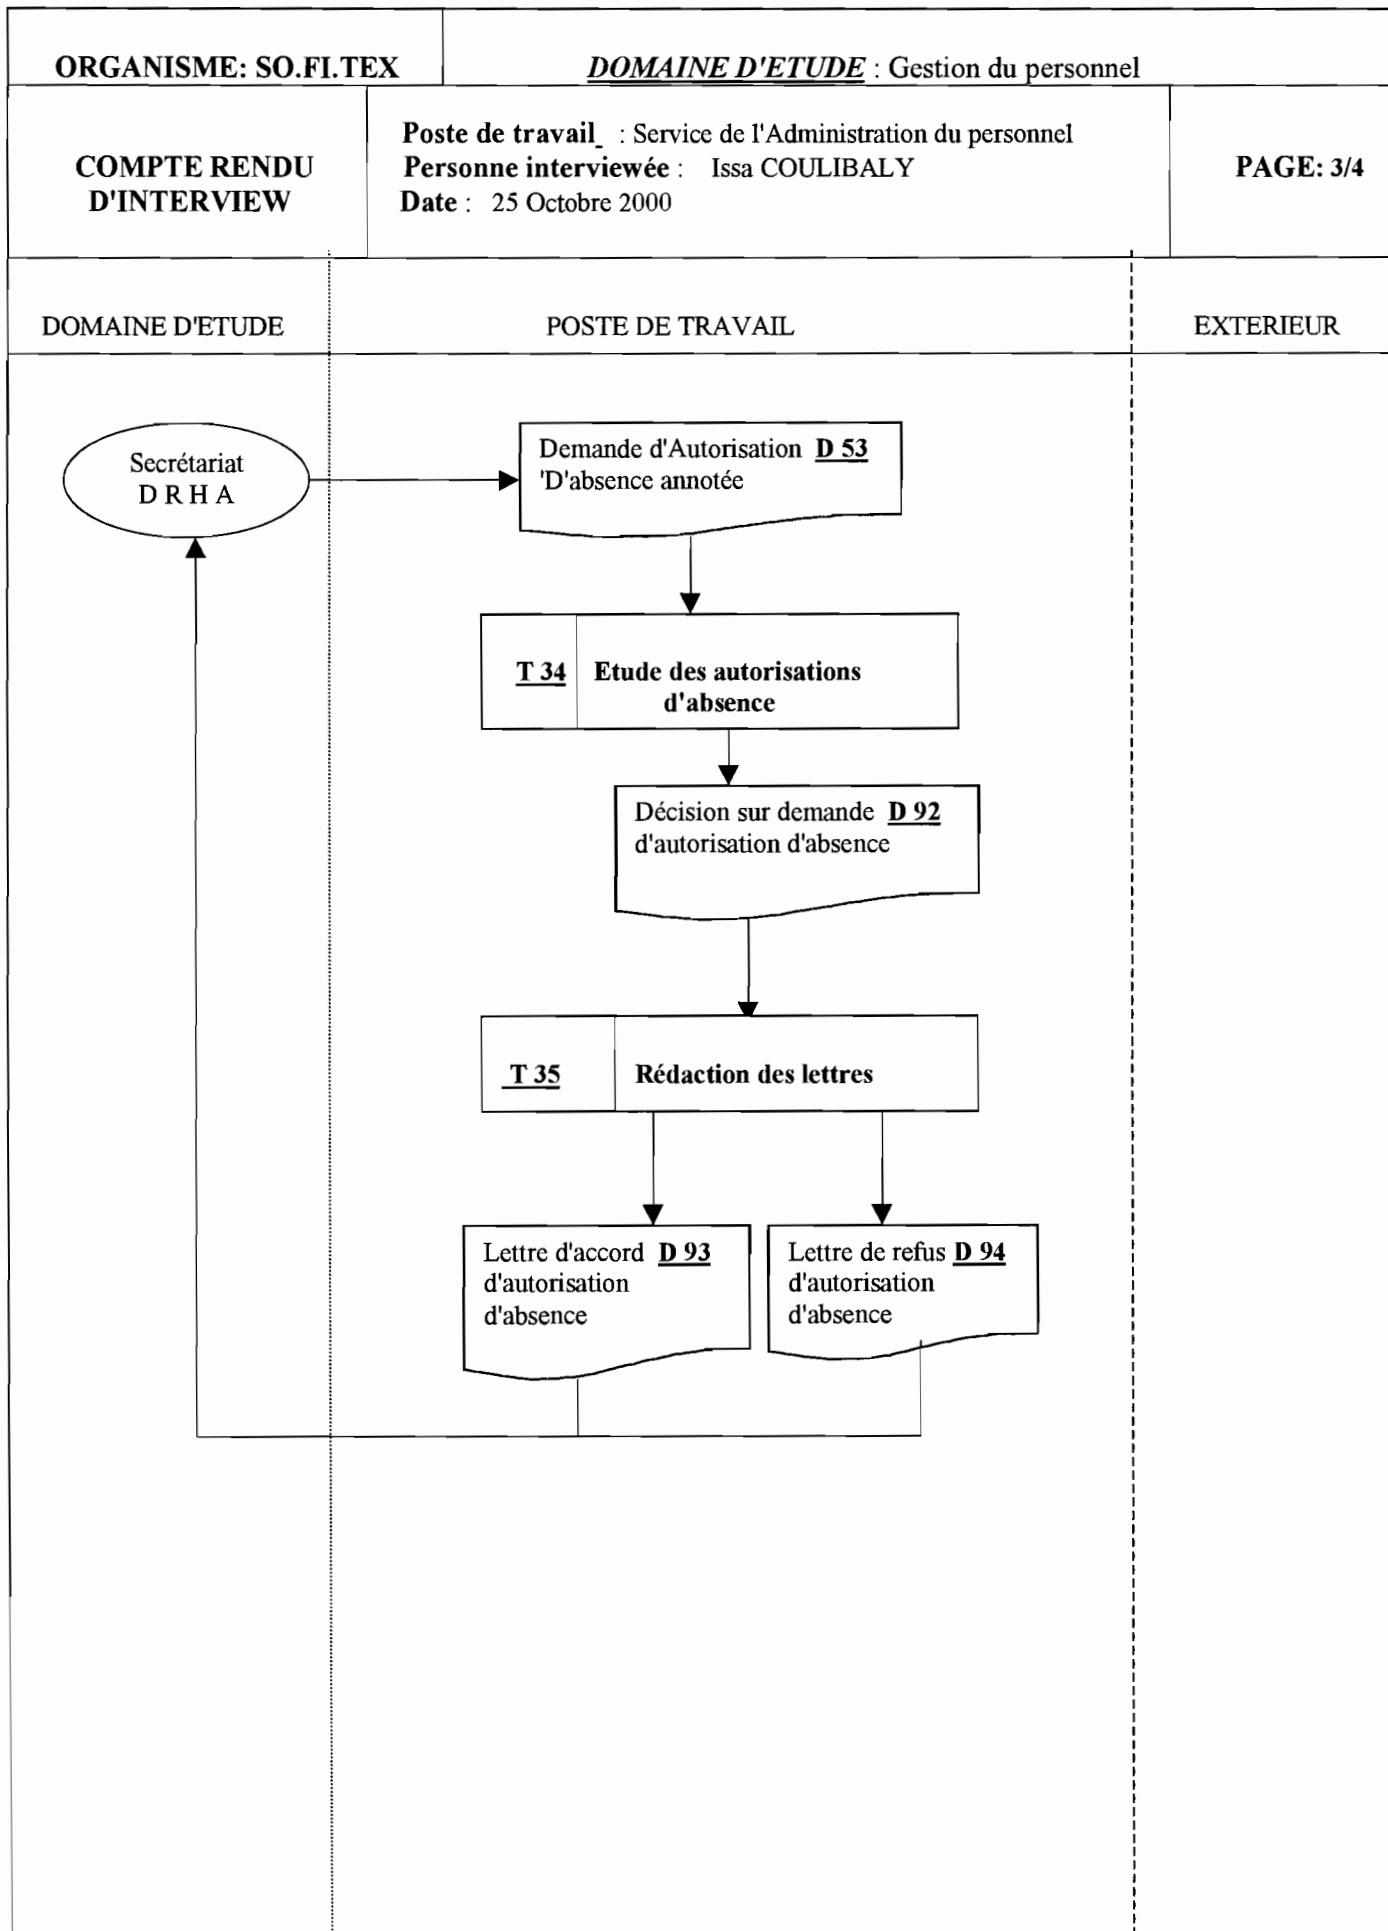 ORGANISME: SO.FI.TEX
DOMAINE D'ETUDE : Gestion du personnel
COMPTE RENDU
D'INTERVIEW
Poste de travail : Service de l'Administration du personnel
Personne interviewée : Issa COULIBALY
Date : 25 Octobre 2000
PAGE: 3/4
DOMAINE D'ETUDE
POSTE DE TRAVAIL
EXTERIEUR
Secrétariat
D R H A
Demande d'Autorisation D 53
'D'absence annotée
T 34
Etude des autorisations
d'absence
Décision sur demande D 92
d'autorisation d'absence
T 35
Rédaction des lettres
Lettre d'accord D 93
d'autorisation
d'absence
Lettre de refus D 94
d'autorisation
d'absence